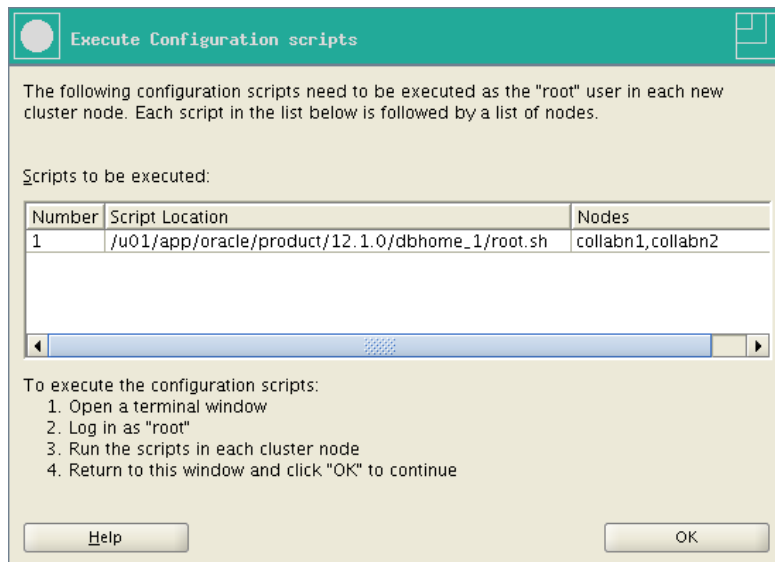 Execute Configuration scripts
The following configuration scripts need to be executed as the "root" user in each new
cluster node. Each script in the list below is followed by a list of nodes.
Scripts to be executed:
Number Script Location Nodes
1 /u01/app/oracle/product/12.1.0/dbhome_1/root.sh collabn1,collabn2
To execute the configuration scripts:
1. Open a terminal window
2. Log in as "root"
3. Run the scripts in each cluster node
4. Return to this window and click "OK" to continue
Help OK